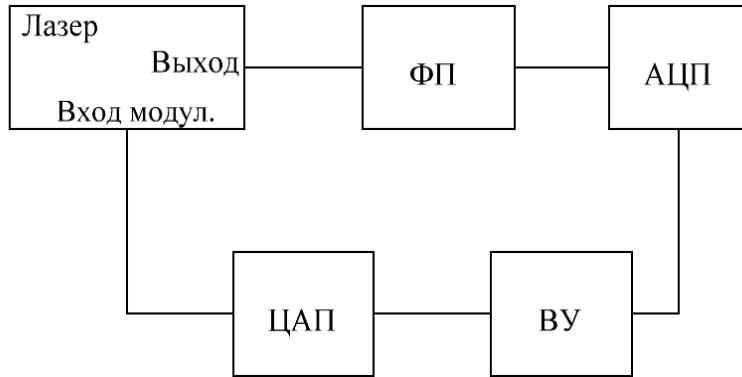 Лазер
Выход
Вход модул.
ФП
АЦП
ЦАП
ВУ